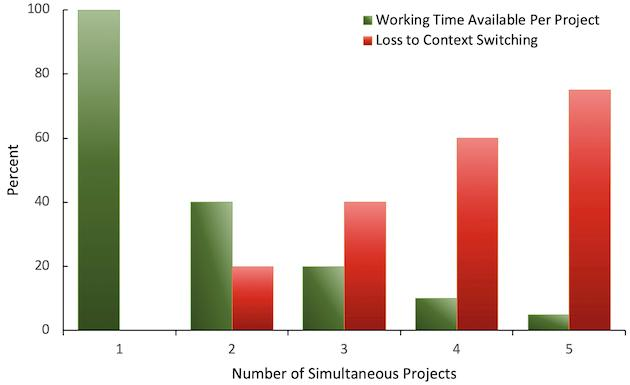 Working Time Available Per Project
Loss to Context Switching
Percent
100
80
60
40
20
0
1 2 3 4 5
Number of Simultaneous Projects